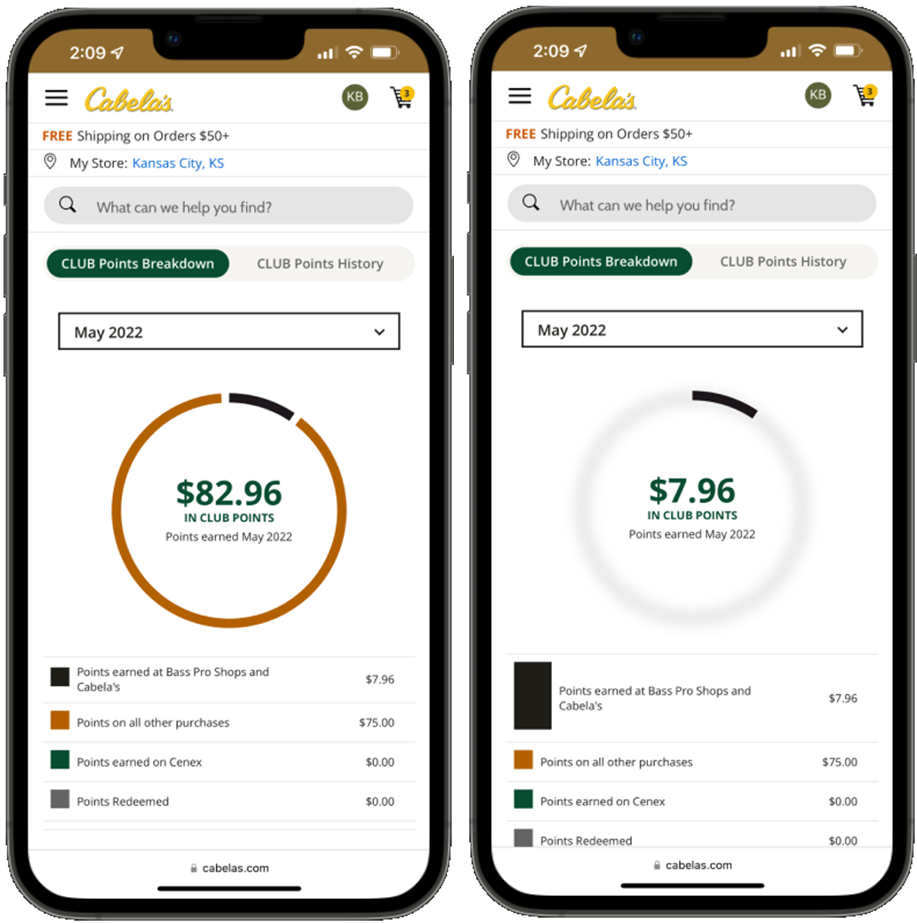 2:09
Cabela's
KB
3
FREE Shipping on Orders $50+
My Store: Kansas City, KS
What can we help you find?
CLUB Points Breakdown
CLUB Points History
May 2022
$82.96
IN CLUB POINTS
Points earned May 2022
Points earned at Bass Pro Shops and
Cabela's
$7.96
Points on all other purchases
$75.00
Points earned on Cenex
$0.00
Points Redeemed
$0.00
cabelas.com
2:09
Cabela's
KB
3
FREE Shipping on Orders $50+
My Store: Kansas City, KS
What can we help you find?
CLUB Points Breakdown
CLUB Points History
May 2022
$7.96
IN CLUB POINTS
Points earned May 2022
Points earned at Bass Pro Shops and
Cabela's
$7.96
Points on all other purchases
$75.00
Points earned on Cenex
$0.00
Points Redeemed
$0.00
cabelas.com